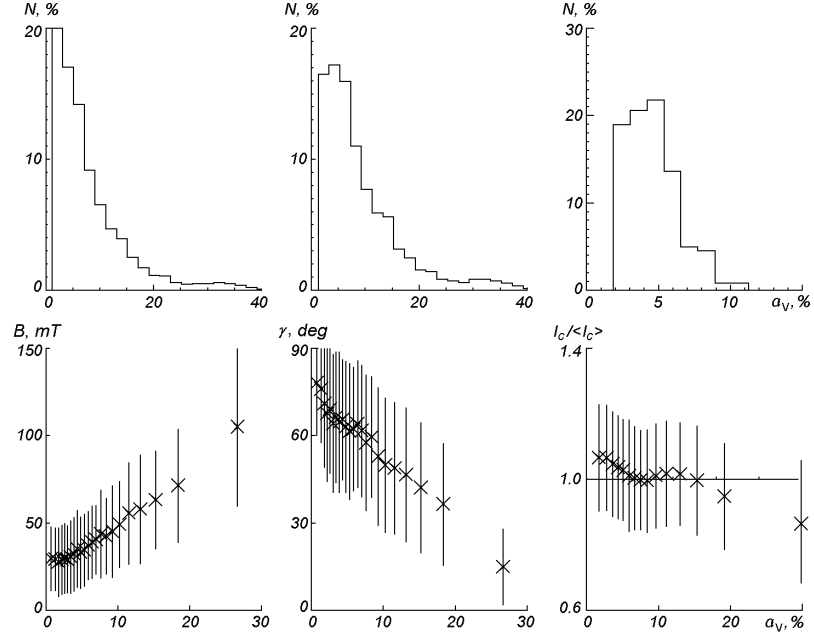 N, % N, % N, %
20 20 30
20
10 10
10
0 0 0
0 20 40 0 20 40 0 5 10 a_V, %
B, mT γ, deg I_c/<I_c>
150 90 1.4
100 60
1.0
50 30
0 0 0.6
0 10 20 30 0 10 20 30 0 10 20 a_V, %